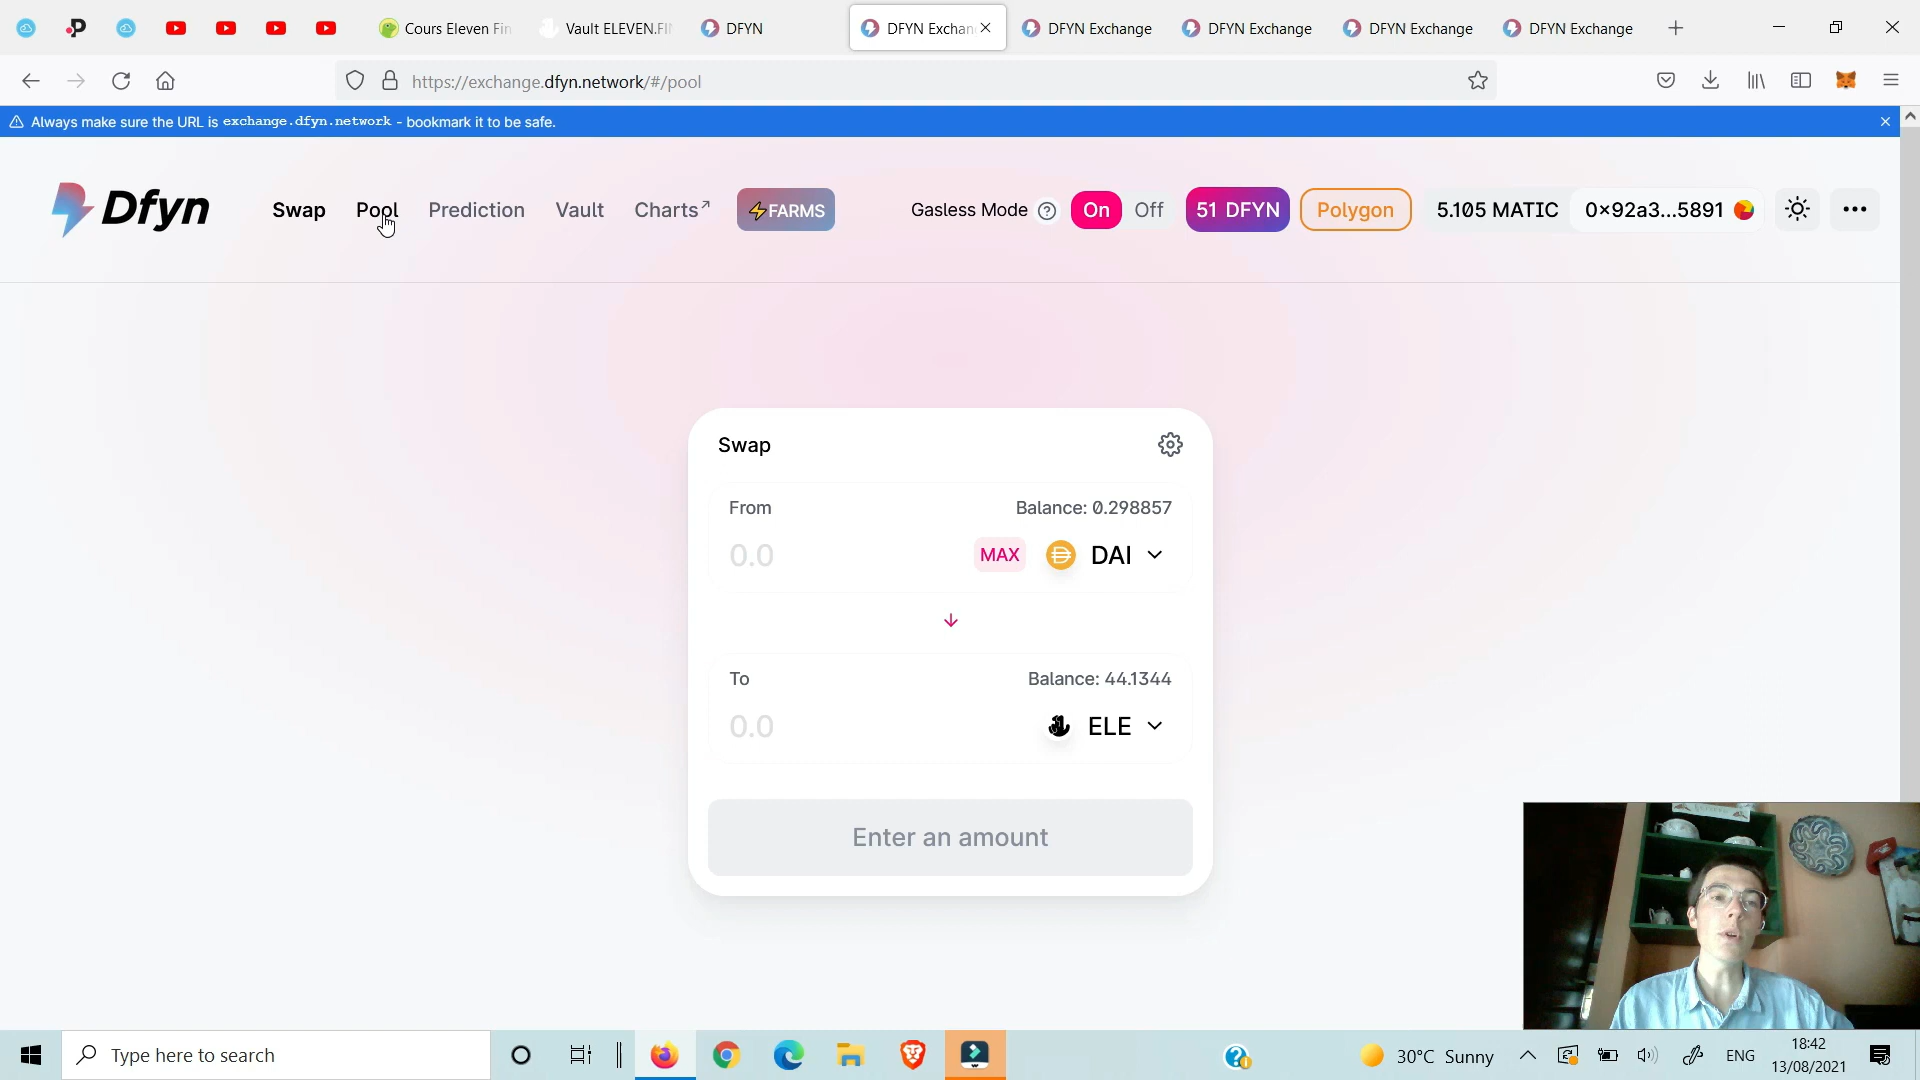 Cours Eleven Fin
Vault ELEVEN.FI
DFYN
DFYN Exchan
DFYN Exchange
DFYN Exchange
DFYN Exchange
DFYN Exchange
https://exchange.dfyn.network/#/pool
Always make sure the URL is exchange.dfyn.network - bookmark it to be safe.
Dfyn
Swap
Pool
Prediction
Vault
Charts↗
⚡FARMS
Gasless Mode
?
On
Off
51 DFYN
Polygon
5.105 MATIC
0×92a3...5891
Swap
From
Balance: 0.298857
0.0
MAX
DAI
To
Balance: 44.1344
0.0
ELE
Enter an amount
Type here to search
30°C Sunny
ENG
18:42
13/08/2021